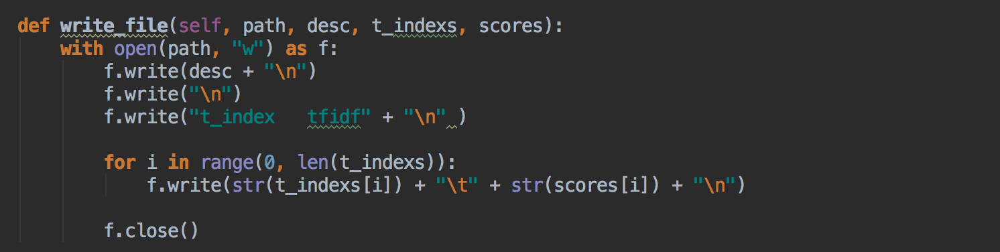 def write_file(self, path, desc, t_indexs, scores):
    with open(path, "w") as f:
        f.write(desc + "\n")
        f.write("\n")
        f.write("t_index   tfidf" + "\n" )

        for i in range(0, len(t_indexs)):
            f.write(str(t_indexs[i]) + "\t" + str(scores[i]) + "\n")

        f.close()